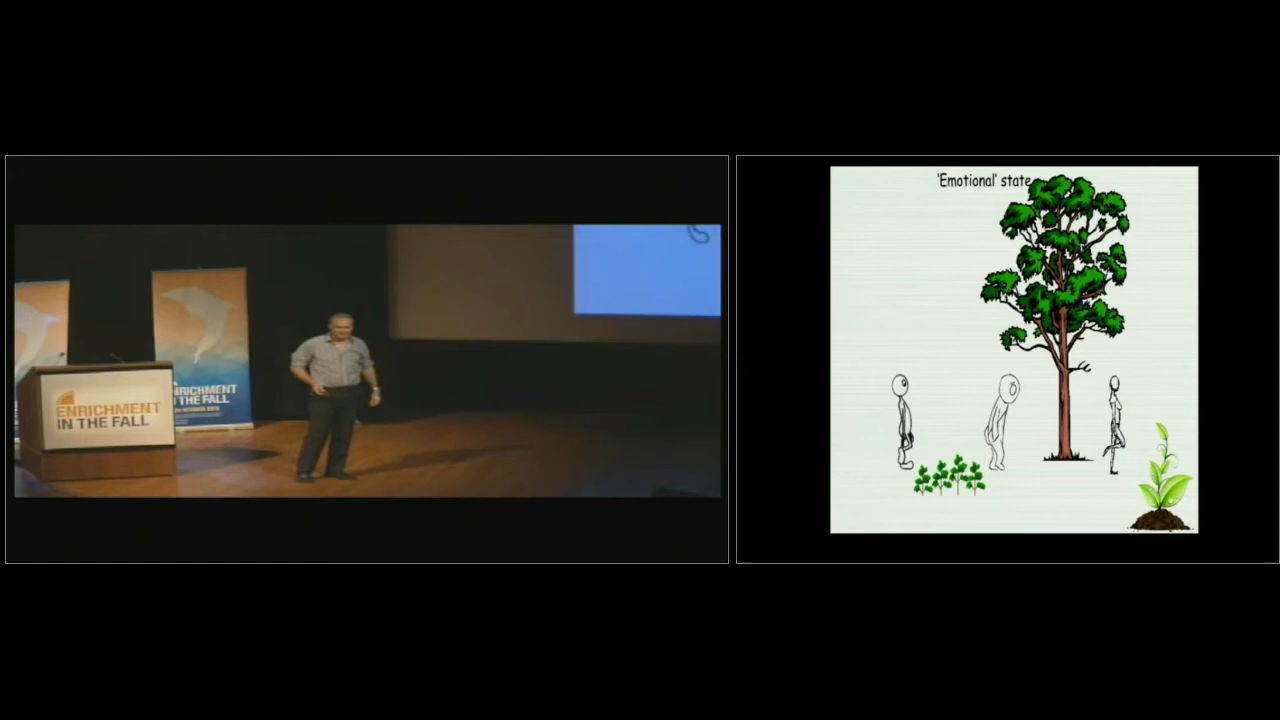 ENRICHMENT
IN THE FALL
ENRICHMENT
IN THE FALL
'Emotional' state